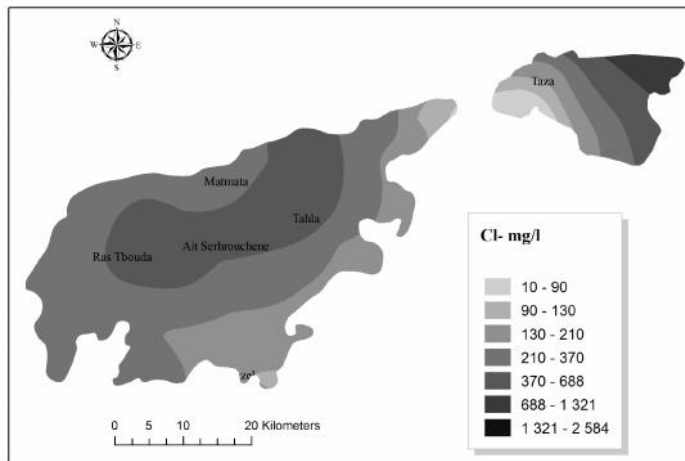 N
W E
S
Taza
Matmata
Tahla
Ait Serhrouchene
Ras Tbouda
Cl- mg/l
10 - 90
90 - 130
130 - 210
210 - 370
370 - 688
688 - 1 321
1 321 - 2 584
0 5 10 20 Kilometers